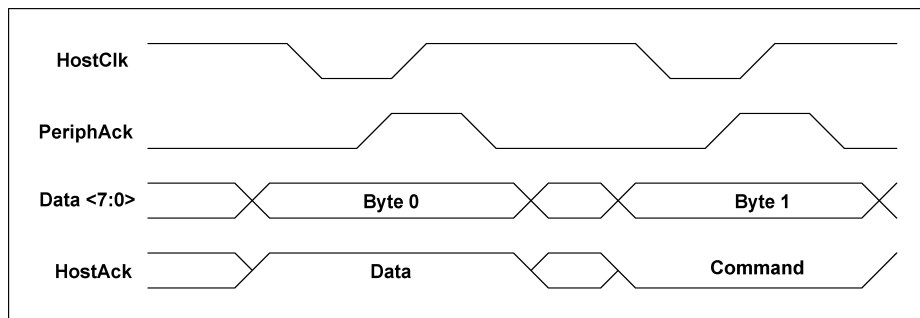 HostClk
PeriphAck
Data <7:0>
Byte 0
Byte 1
HostAck
Data
Command